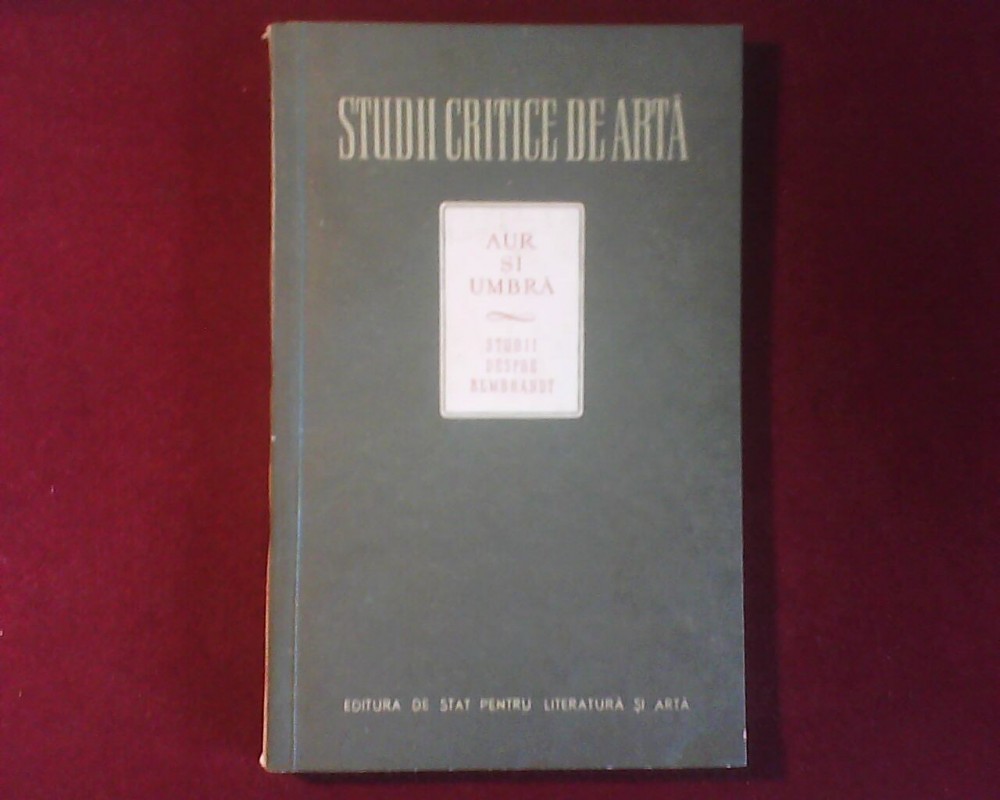 STUDII CRITICE DE ARTĂ
AUR
ȘI
UMBRĂ
STUDII
DESPRE
REMBRANDT
EDITURA DE STAT PENTRU LITERATURĂ ȘI ARTĂ